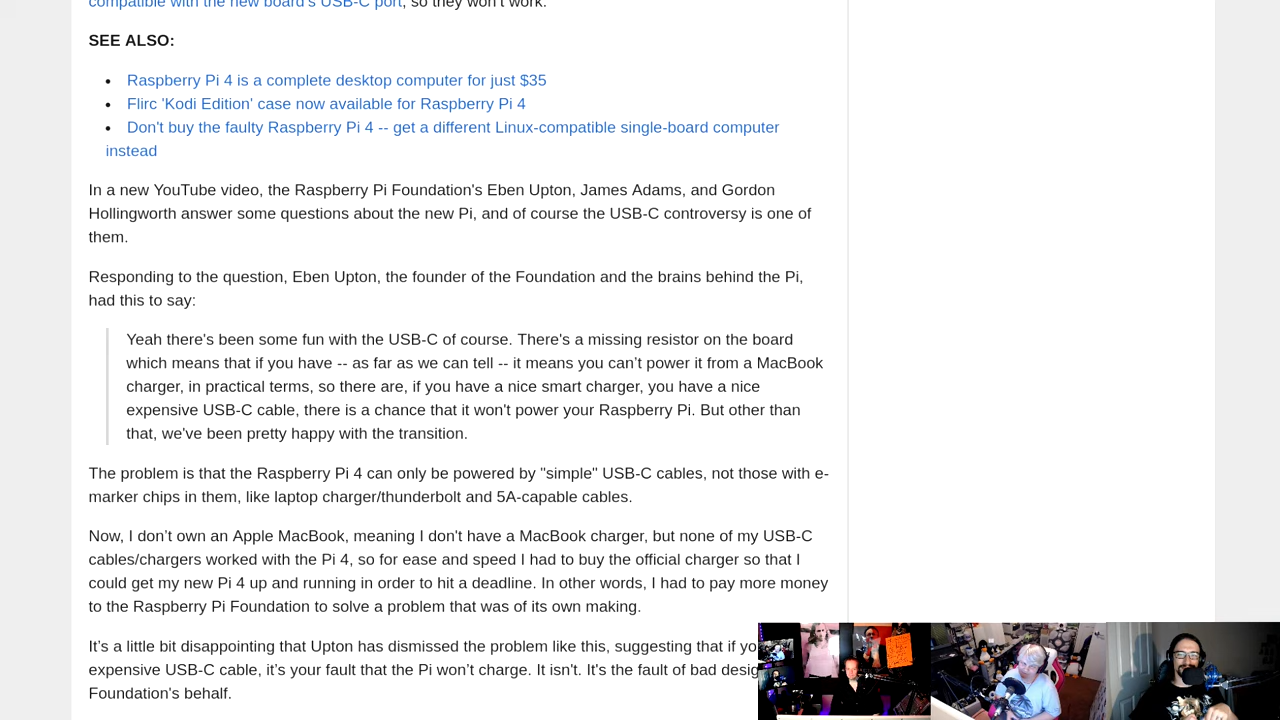 compatible with the new board's USB-C port, so they won't work.
SEE ALSO:
• Raspberry Pi 4 is a complete desktop computer for just $35
• Flirc 'Kodi Edition' case now available for Raspberry Pi 4
• Don't buy the faulty Raspberry Pi 4 -- get a different Linux-compatible single-board computer
instead
In a new YouTube video, the Raspberry Pi Foundation's Eben Upton, James Adams, and Gordon
Hollingworth answer some questions about the new Pi, and of course the USB-C controversy is one of
them.
Responding to the question, Eben Upton, the founder of the Foundation and the brains behind the Pi,
had this to say:
Yeah there's been some fun with the USB-C of course. There's a missing resistor on the board
which means that if you have -- as far as we can tell -- it means you can’t power it from a MacBook
charger, in practical terms, so there are, if you have a nice smart charger, you have a nice
expensive USB-C cable, there is a chance that it won't power your Raspberry Pi. But other than
that, we've been pretty happy with the transition.
The problem is that the Raspberry Pi 4 can only be powered by "simple" USB-C cables, not those with e-
marker chips in them, like laptop charger/thunderbolt and 5A-capable cables.
Now, I don’t own an Apple MacBook, meaning I don't have a MacBook charger, but none of my USB-C
cables/chargers worked with the Pi 4, so for ease and speed I had to buy the official charger so that I
could get my new Pi 4 up and running in order to hit a deadline. In other words, I had to pay more money
to the Raspberry Pi Foundation to solve a problem that was of its own making.
It’s a little bit disappointing that Upton has dismissed the problem like this, suggesting that if yo
expensive USB-C cable, it’s your fault that the Pi won’t charge. It isn't. It's the fault of bad desig
Foundation's behalf.